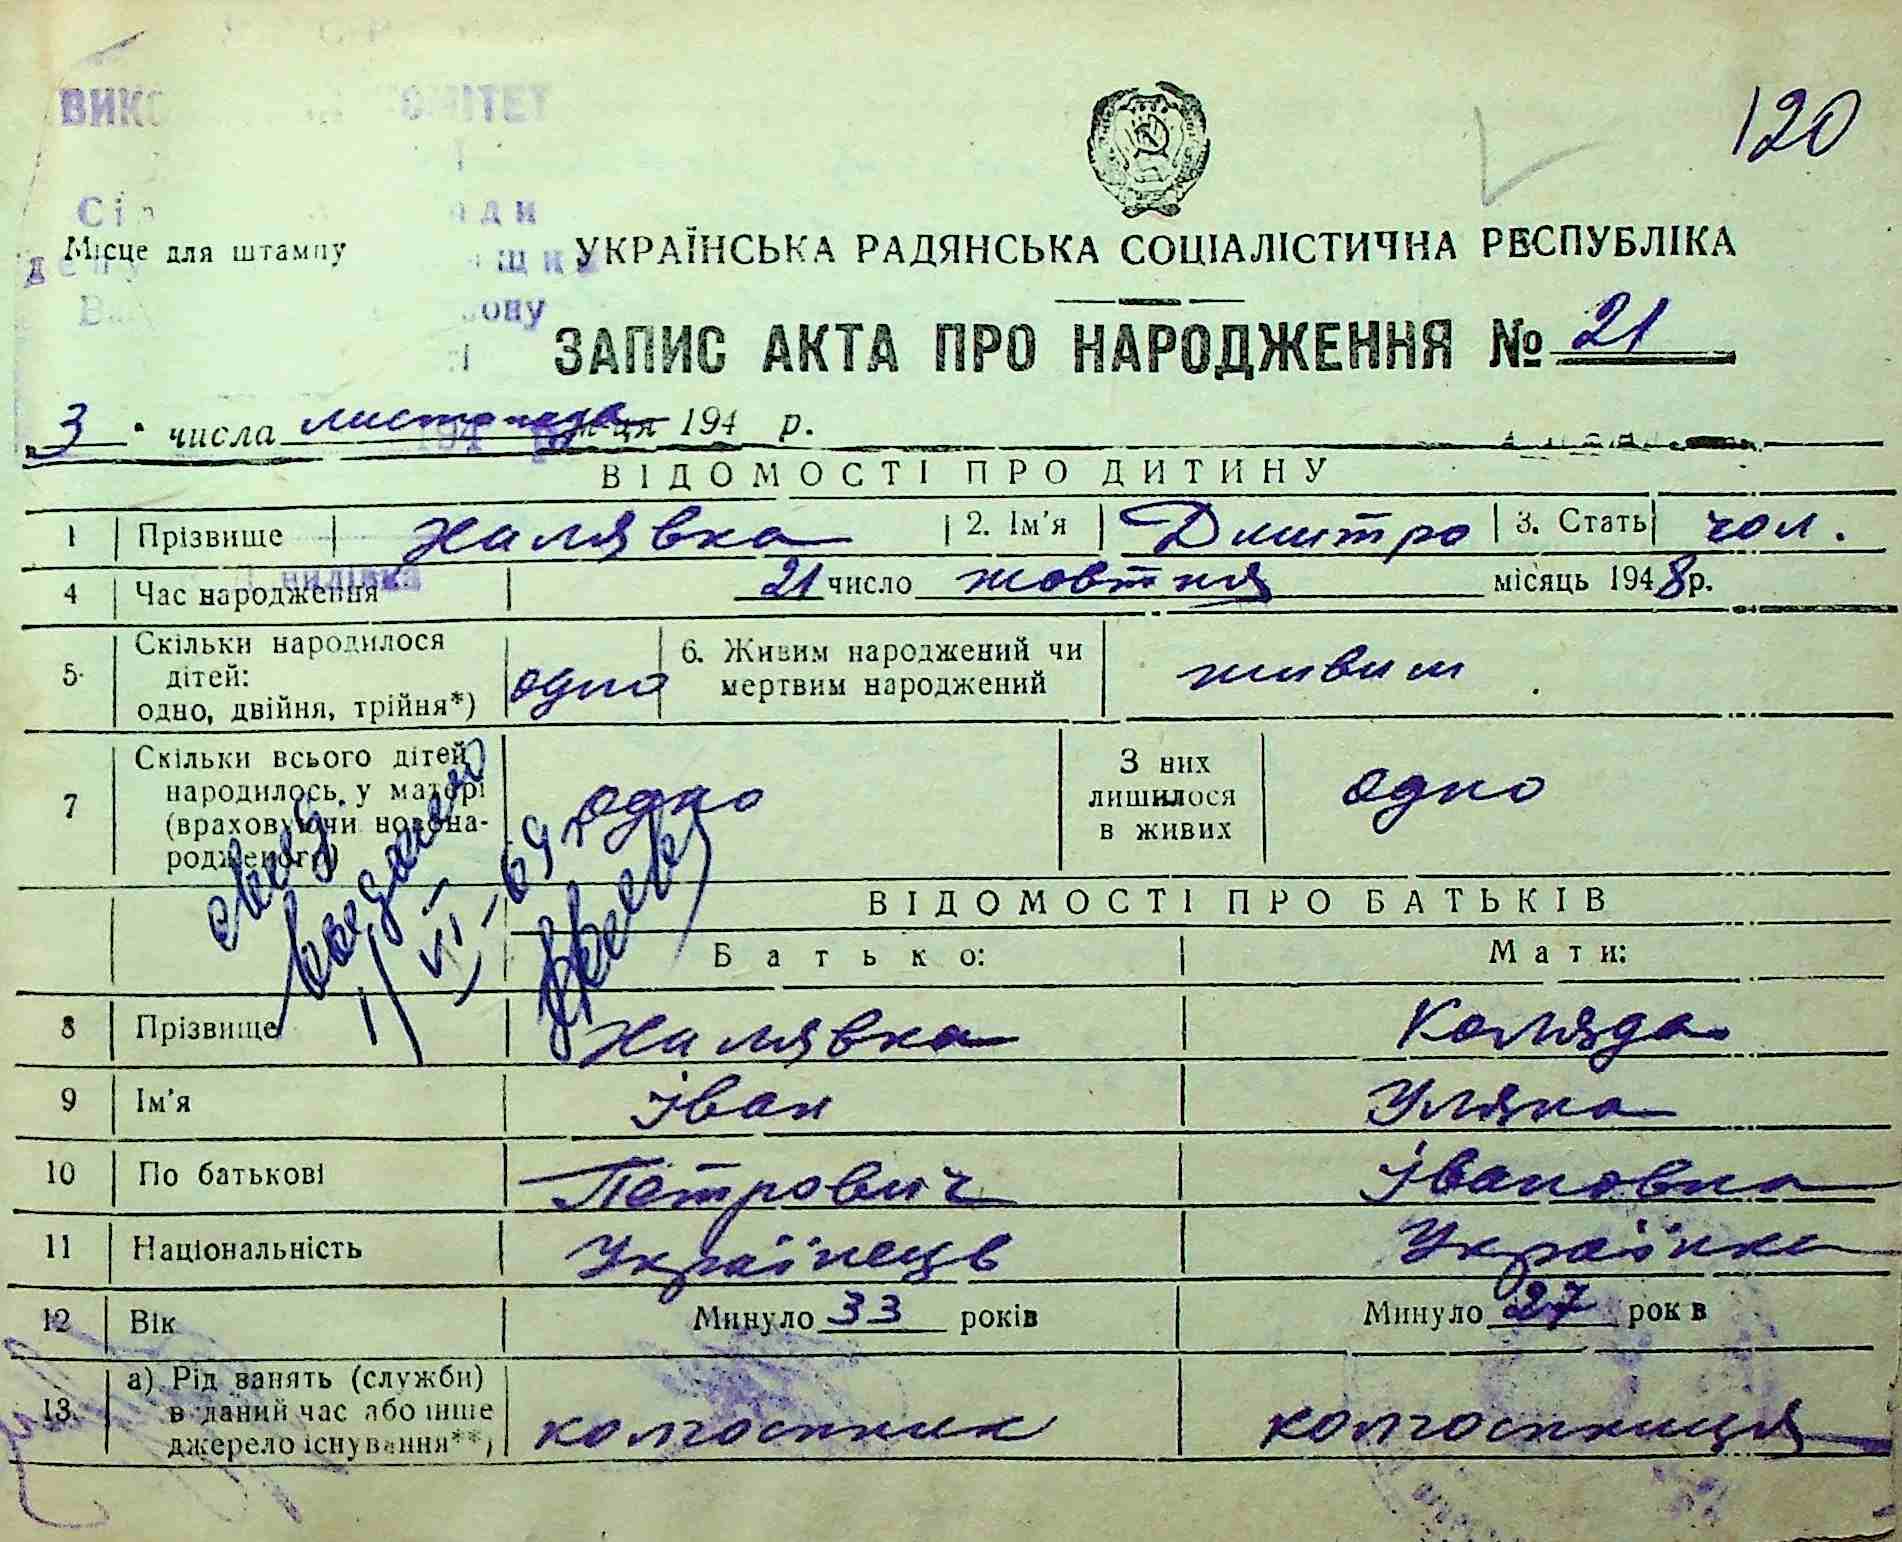 120
Місце для штампу
УКРАЇНСЬКА РАДЯНСЬКА СОЦІАЛІСТИЧНА РЕСПУБЛІКА
ЗАПИС АКТА ПРО НАРОДЖЕННЯ № 21
3 числа листопада м-ця 194 р.
ВІДОМОСТІ ПРО ДИТИНУ
1 Прізвище Налявка 2. Ім'я Дмитро 3. Стать чол.
4 Час народження 21 число жовтня місяць 1948 р.
5. Скільки народилося дітей: одно, двійня, трійня*) одно 6. Живим народжений чи мертвим народжений живим
7 Скільки всього дітей народилось у матері (враховуючи новонародженого) одно З них лишилося в живих одно
ВІДОМОСТІ ПРО БАТЬКІВ
Батько: Мати:
8 Прізвище Налявка Коляда
9 Ім'я Іван Уляна
10 По батькові Петрович Івановна
11 Національність Українець Українка
12 Вік Минуло 33 років Минуло 27 рок в
13. а) Рід занять (служби) в даний час або інше джерело існування**) колгоспник колгоспниця